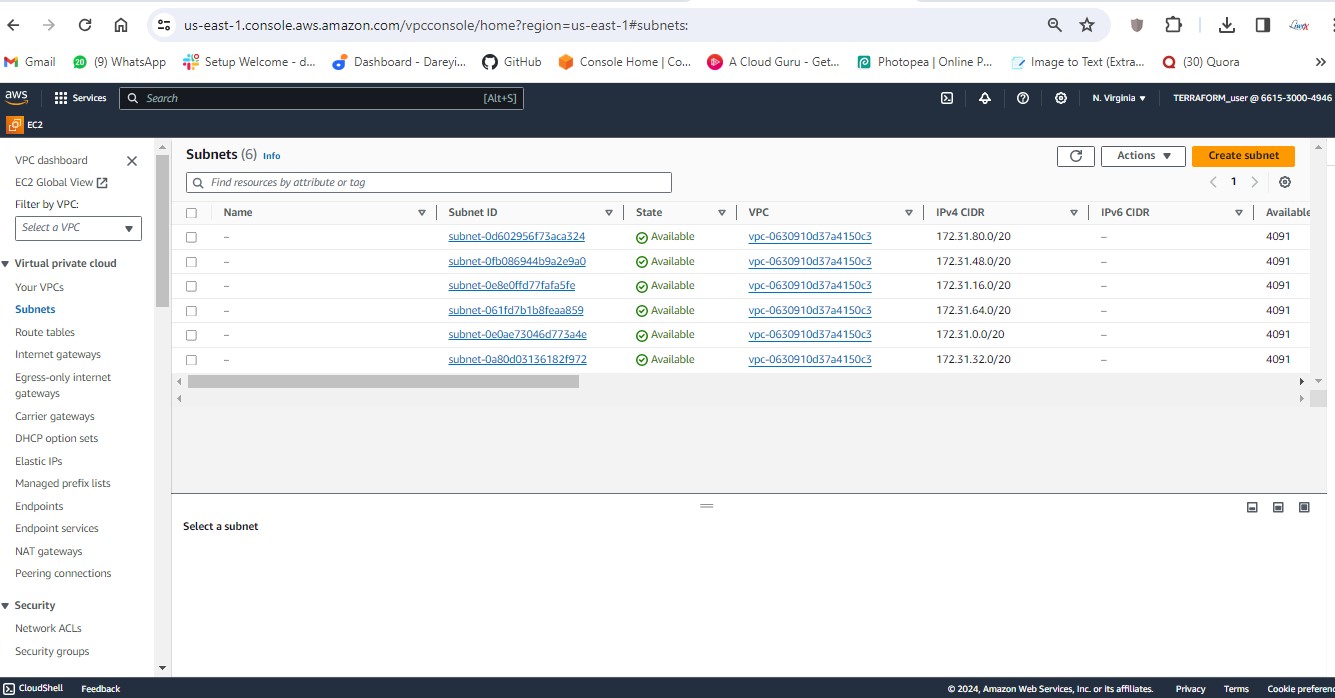 us-east-1.console.aws.amazon.com/vpcconsole/home?region=us-east-1#subnets:
Gmail
20 (9) WhatsApp
Setup Welcome - d...
Dashboard - Dareyi...
GitHub
Console Home | Co...
A Cloud Guru - Get...
Photopea | Online P...
Image to Text (Extra...
(30) Quora
»
aws
Services
Search
[Alt+S]
N. Virginia
TERRAFORM_user @ 6615-3000-4946
EC2
VPC dashboard
EC2 Global View
Filter by VPC:
Select a VPC
Virtual private cloud
Your VPCs
Subnets
Route tables
Internet gateways
Egress-only internet
gateways
Carrier gateways
DHCP option sets
Elastic IPs
Managed prefix lists
Endpoints
Endpoint services
NAT gateways
Peering connections
Security
Network ACLs
Security groups
Subnets (6) Info
Actions
Create subnet
Find resources by attribute or tag
1
Name Subnet ID State VPC IPv4 CIDR IPv6 CIDR Available
– subnet-0d602956f73aca324 Available vpc-0630910d37a4150c3 172.31.80.0/20 – 4091
– subnet-0fb086944b9a2e9a0 Available vpc-0630910d37a4150c3 172.31.48.0/20 – 4091
– subnet-0e8e0ffd77fafa5fe Available vpc-0630910d37a4150c3 172.31.16.0/20 – 4091
– subnet-061fd7b1b8feaa859 Available vpc-0630910d37a4150c3 172.31.64.0/20 – 4091
– subnet-0e0ae73046d773a4e Available vpc-0630910d37a4150c3 172.31.0.0/20 – 4091
– subnet-0a80d03136182f972 Available vpc-0630910d37a4150c3 172.31.32.0/20 – 4091
Select a subnet
CloudShell
Feedback
© 2024, Amazon Web Services, Inc. or its affiliates.
Privacy
Terms
Cookie preferenc